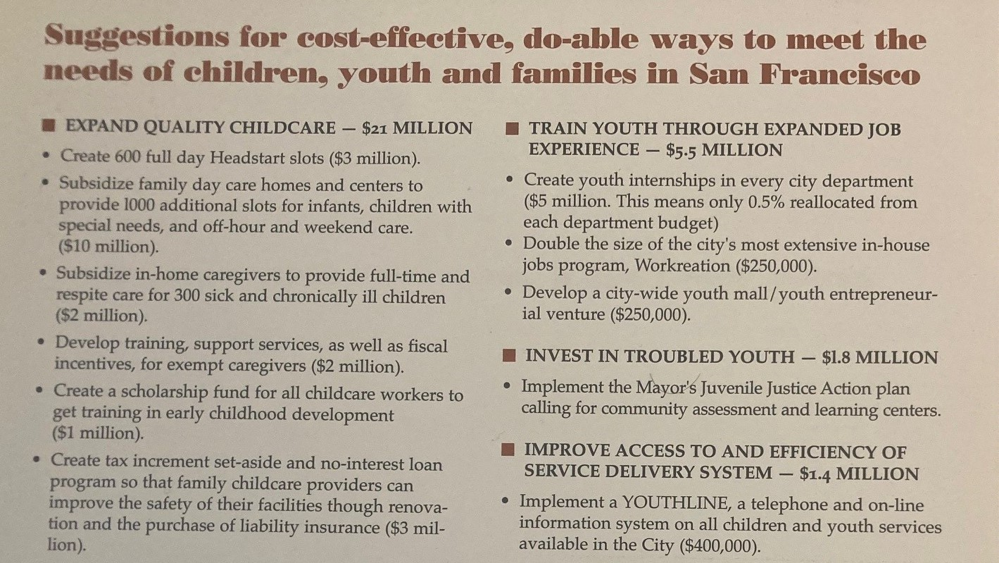 Suggestions for cost-effective, do-able ways to meet the
needs of children, youth and families in San Francisco
■ EXPAND QUALITY CHILDCARE — $21 MILLION
• Create 600 full day Headstart slots ($3 million).
• Subsidize family day care homes and centers to
provide 1000 additional slots for infants, children with
special needs, and off-hour and weekend care.
($10 million).
• Subsidize in-home caregivers to provide full-time and
respite care for 300 sick and chronically ill children
($2 million).
• Develop training, support services, as well as fiscal
incentives, for exempt caregivers ($2 million).
• Create a scholarship fund for all childcare workers to
get training in early childhood development
($1 million).
• Create tax increment set-aside and no-interest loan
program so that family childcare providers can
improve the safety of their facilities though renova-
tion and the purchase of liability insurance ($3 mil-
lion).
■ TRAIN YOUTH THROUGH EXPANDED JOB
EXPERIENCE — $5.5 MILLION
• Create youth internships in every city department
($5 million. This means only 0.5% reallocated from
each department budget)
• Double the size of the city's most extensive in-house
jobs program, Workreation ($250,000).
• Develop a city-wide youth mall/youth entrepreneur-
ial venture ($250,000).
■ INVEST IN TROUBLED YOUTH — $1.8 MILLION
• Implement the Mayor's Juvenile Justice Action plan
calling for community assessment and learning centers.
■ IMPROVE ACCESS TO AND EFFICIENCY OF
SERVICE DELIVERY SYSTEM — $1.4 MILLION
• Implement a YOUTHLINE, a telephone and on-line
information system on all children and youth services
available in the City ($400,000).